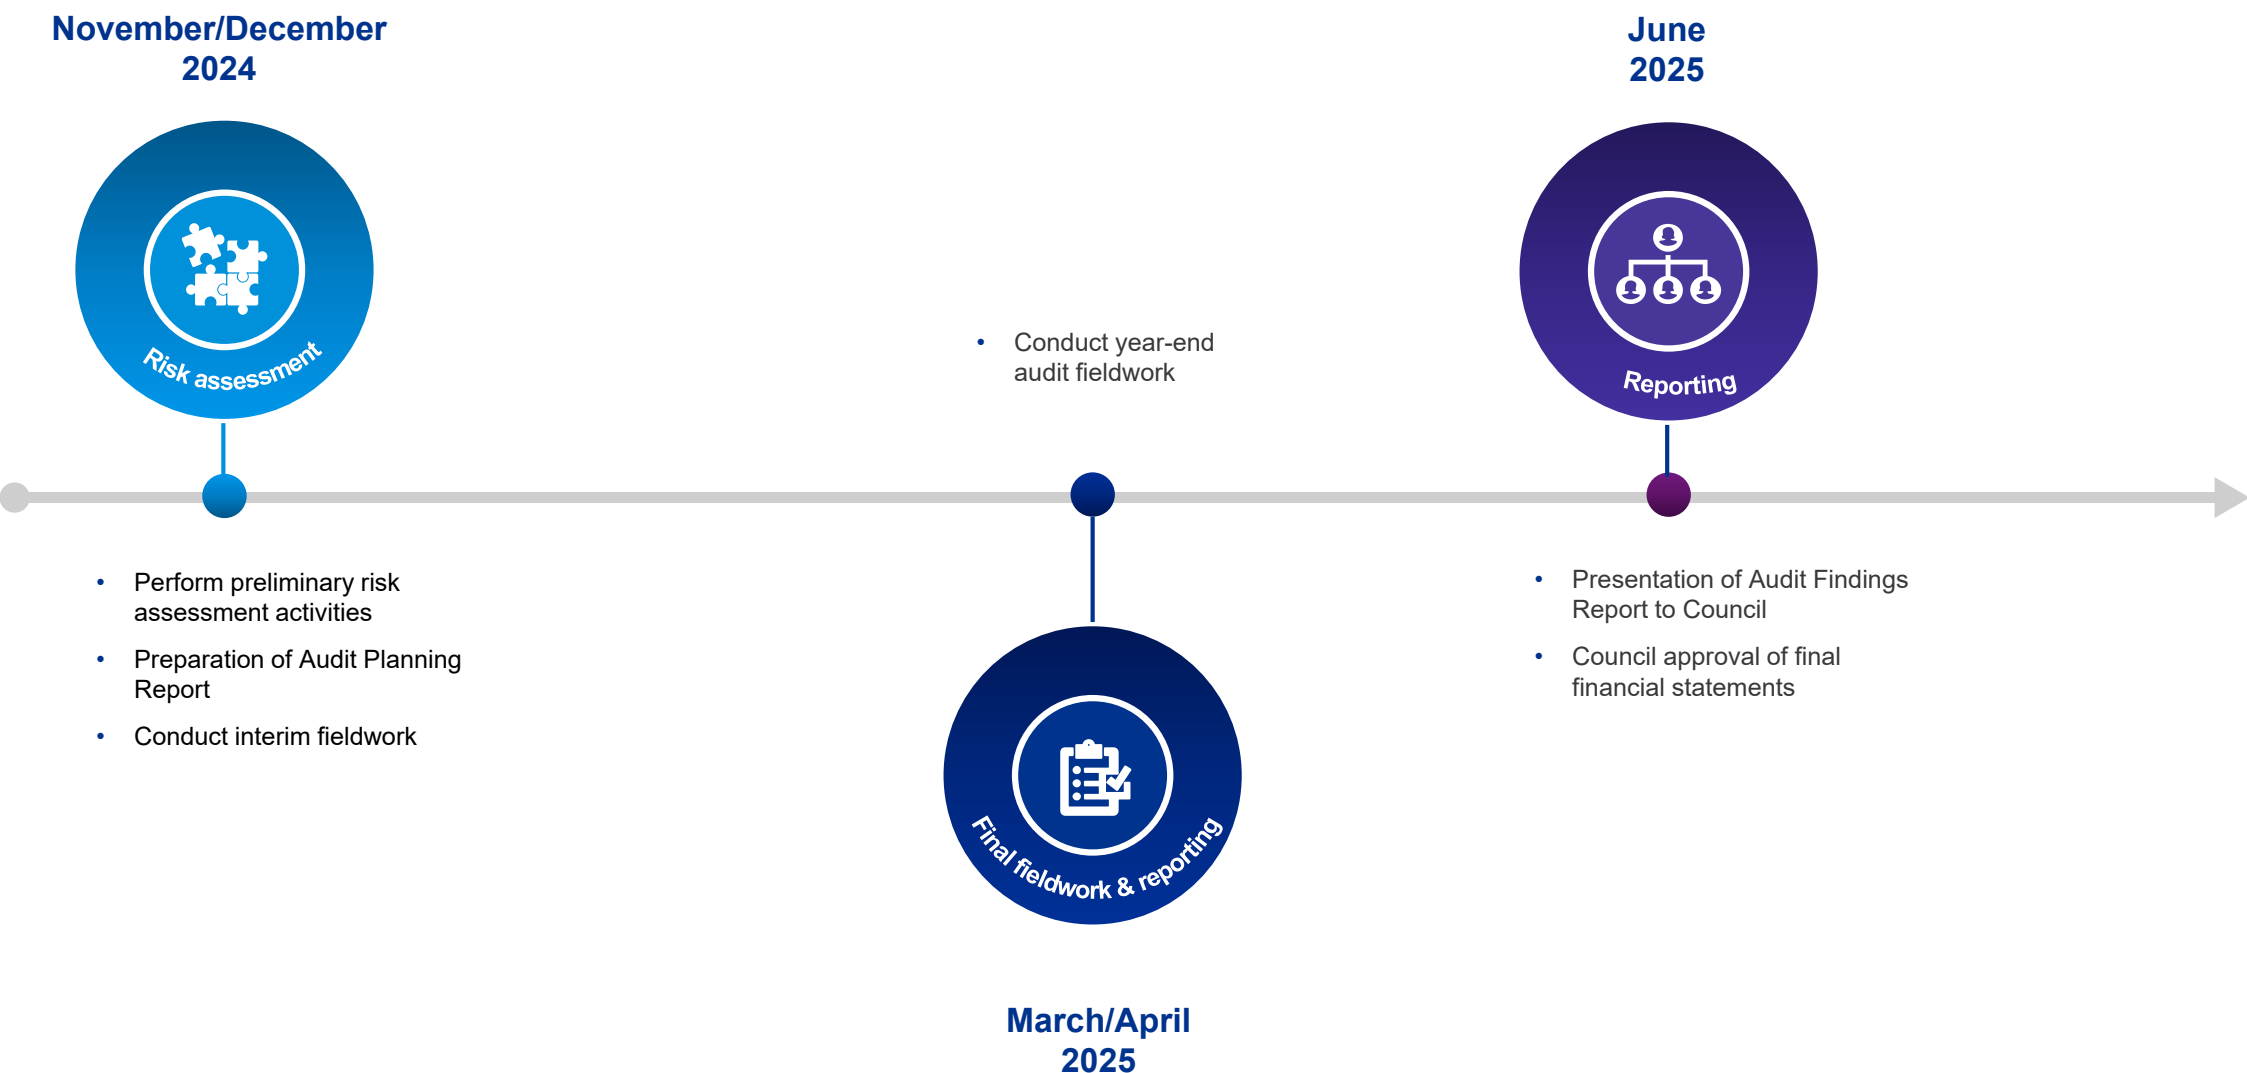 November/December
2024
Risk assessment
• Perform preliminary risk
assessment activities
• Preparation of Audit Planning
Report
• Conduct interim fieldwork
• Conduct year-end
audit fieldwork
Final fieldwork & reporting
March/April
2025
June
2025
Reporting
• Presentation of Audit Findings
Report to Council
• Council approval of final
financial statements